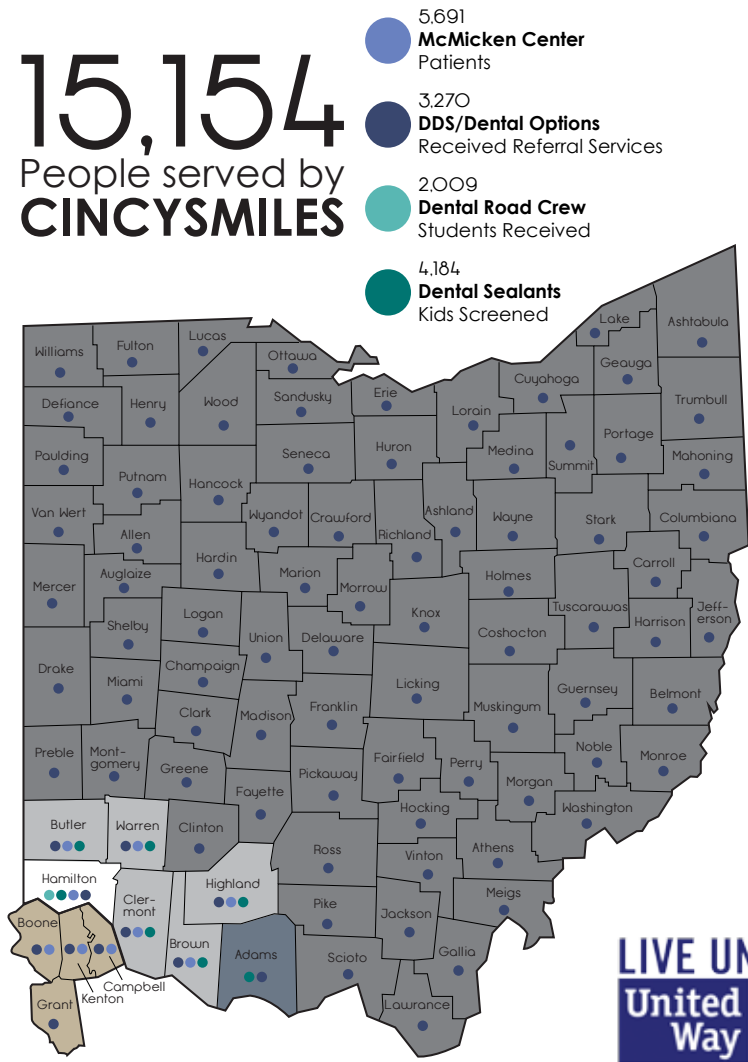 15,154
People served by
CINCYSMILES
5,691
McMicken Center
Patients
3,270
DDS/Dental Options
Received Referral Services
2,009
Dental Road Crew
Students Received
4,184
Dental Sealants
Kids Screened
Williams
Fulton
Lucas
Ottawa
Lake
Ashtabula
Geauga
Cuyahoga
Defiance
Henry
Wood
Sandusky
Erie
Lorain
Trumbull
Portage
Summit
Medina
Mahoning
Paulding
Putnam
Hancock
Seneca
Huron
Van Wert
Allen
Wyandot
Crawford
Richland
Ashland
Wayne
Stark
Columbiana
Mercer
Auglaize
Hardin
Marion
Morrow
Holmes
Carroll
Tuscarawas
Harrison
Jeff-
erson
Shelby
Logan
Union
Delaware
Knox
Coshocton
Drake
Miami
Champaign
Clark
Madison
Franklin
Licking
Muskingum
Guernsey
Belmont
Preble
Mont-
gomery
Greene
Fayette
Pickaway
Fairfield
Perry
Morgan
Noble
Monroe
Washington
Butler
Warren
Clinton
Ross
Hocking
Vinton
Athens
Meigs
Hamilton
Cler-
mont
Highland
Brown
Adams
Pike
Jackson
Gallia
Scioto
Lawrance
Boone
Kenton
Campbell
Grant
LIVE UN
United
Way